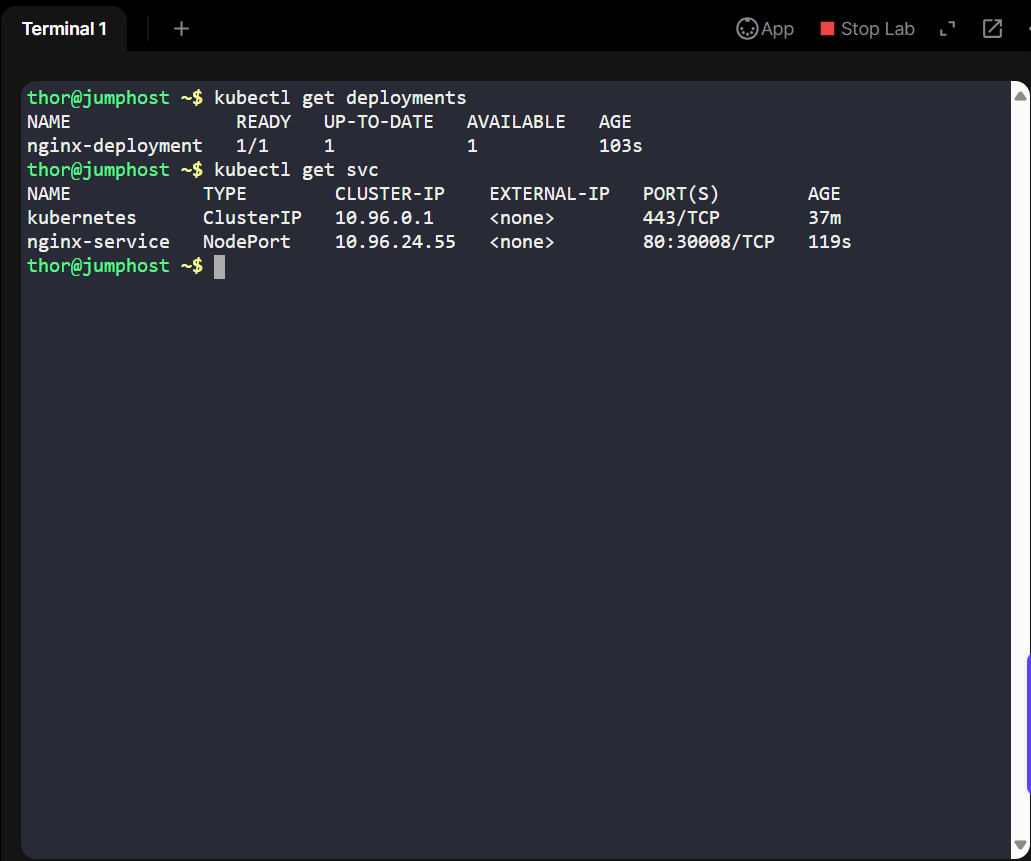 Terminal 1 + App Stop Lab
thor@jumphost ~$ kubectl get deployments
NAME               READY   UP-TO-DATE   AVAILABLE   AGE
nginx-deployment   1/1     1            1           103s
thor@jumphost ~$ kubectl get svc
NAME            TYPE        CLUSTER-IP    EXTERNAL-IP   PORT(S)        AGE
kubernetes      ClusterIP   10.96.0.1     <none>        443/TCP        37m
nginx-service   NodePort    10.96.24.55   <none>        80:30008/TCP   119s
thor@jumphost ~$